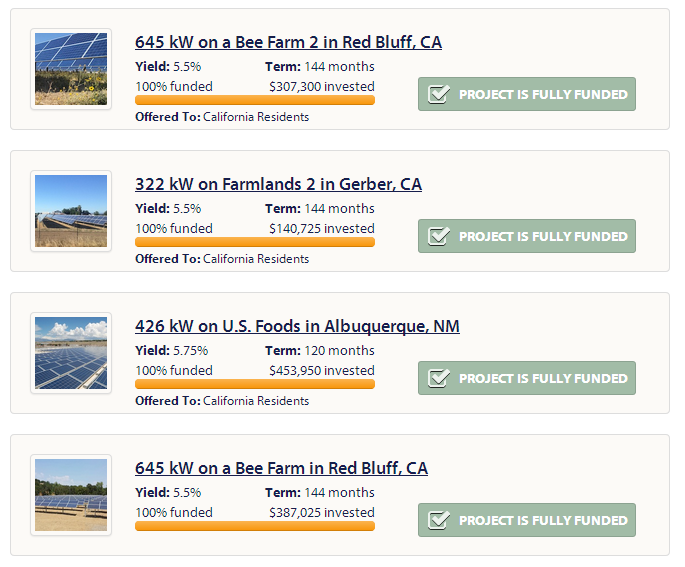 645 kW on a Bee Farm 2 in Red Bluff, CA
Yield: 5.5% Term: 144 months
100% funded $307,300 invested
PROJECT IS FULLY FUNDED
Offered To: California Residents
322 kW on Farmlands 2 in Gerber, CA
Yield: 5.5% Term: 144 months
100% funded $140,725 invested
PROJECT IS FULLY FUNDED
Offered To: California Residents
426 kW on U.S. Foods in Albuquerque, NM
Yield: 5.75% Term: 120 months
100% funded $453,950 invested
PROJECT IS FULLY FUNDED
Offered To: California Residents
645 kW on a Bee Farm in Red Bluff, CA
Yield: 5.5% Term: 144 months
100% funded $387,025 invested
PROJECT IS FULLY FUNDED